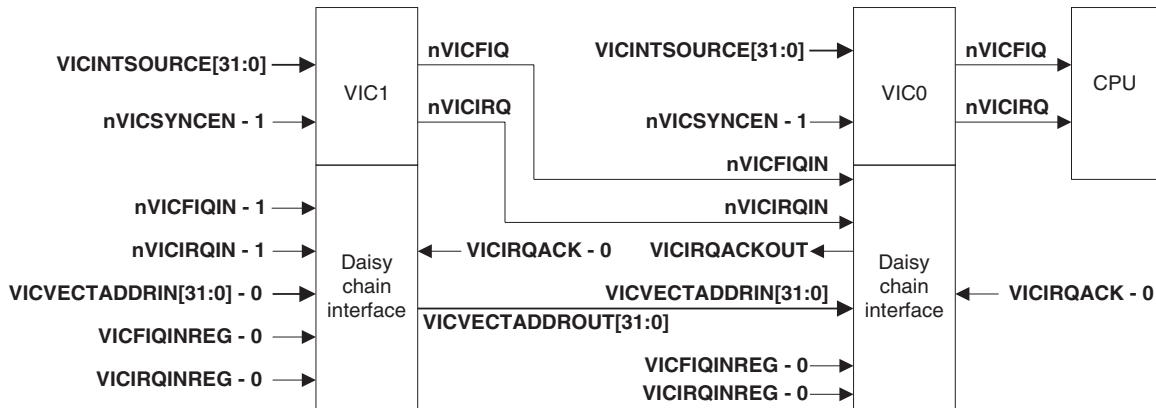 VICINTSOURCE[31:0]
nVICSYNCEN - 1
nVICFIQIN - 1
nVICIRQIN - 1
VICVECTADDRIN[31:0] - 0
VICFIQINREG - 0
VICIRQINREG - 0
VIC1
Daisy
chain
interface
nVICFIQ
nVICIRQ
VICIRQACK - 0
VICVECTADDROUT[31:0]
VICINTSOURCE[31:0]
nVICSYNCEN - 1
nVICFIQIN
nVICIRQIN
VICIRQACKOUT
VICVECTADDRIN[31:0]
VICFIQINREG - 0
VICIRQINREG - 0
VIC0
Daisy
chain
interface
nVICFIQ
nVICIRQ
VICIRQACK - 0
CPU